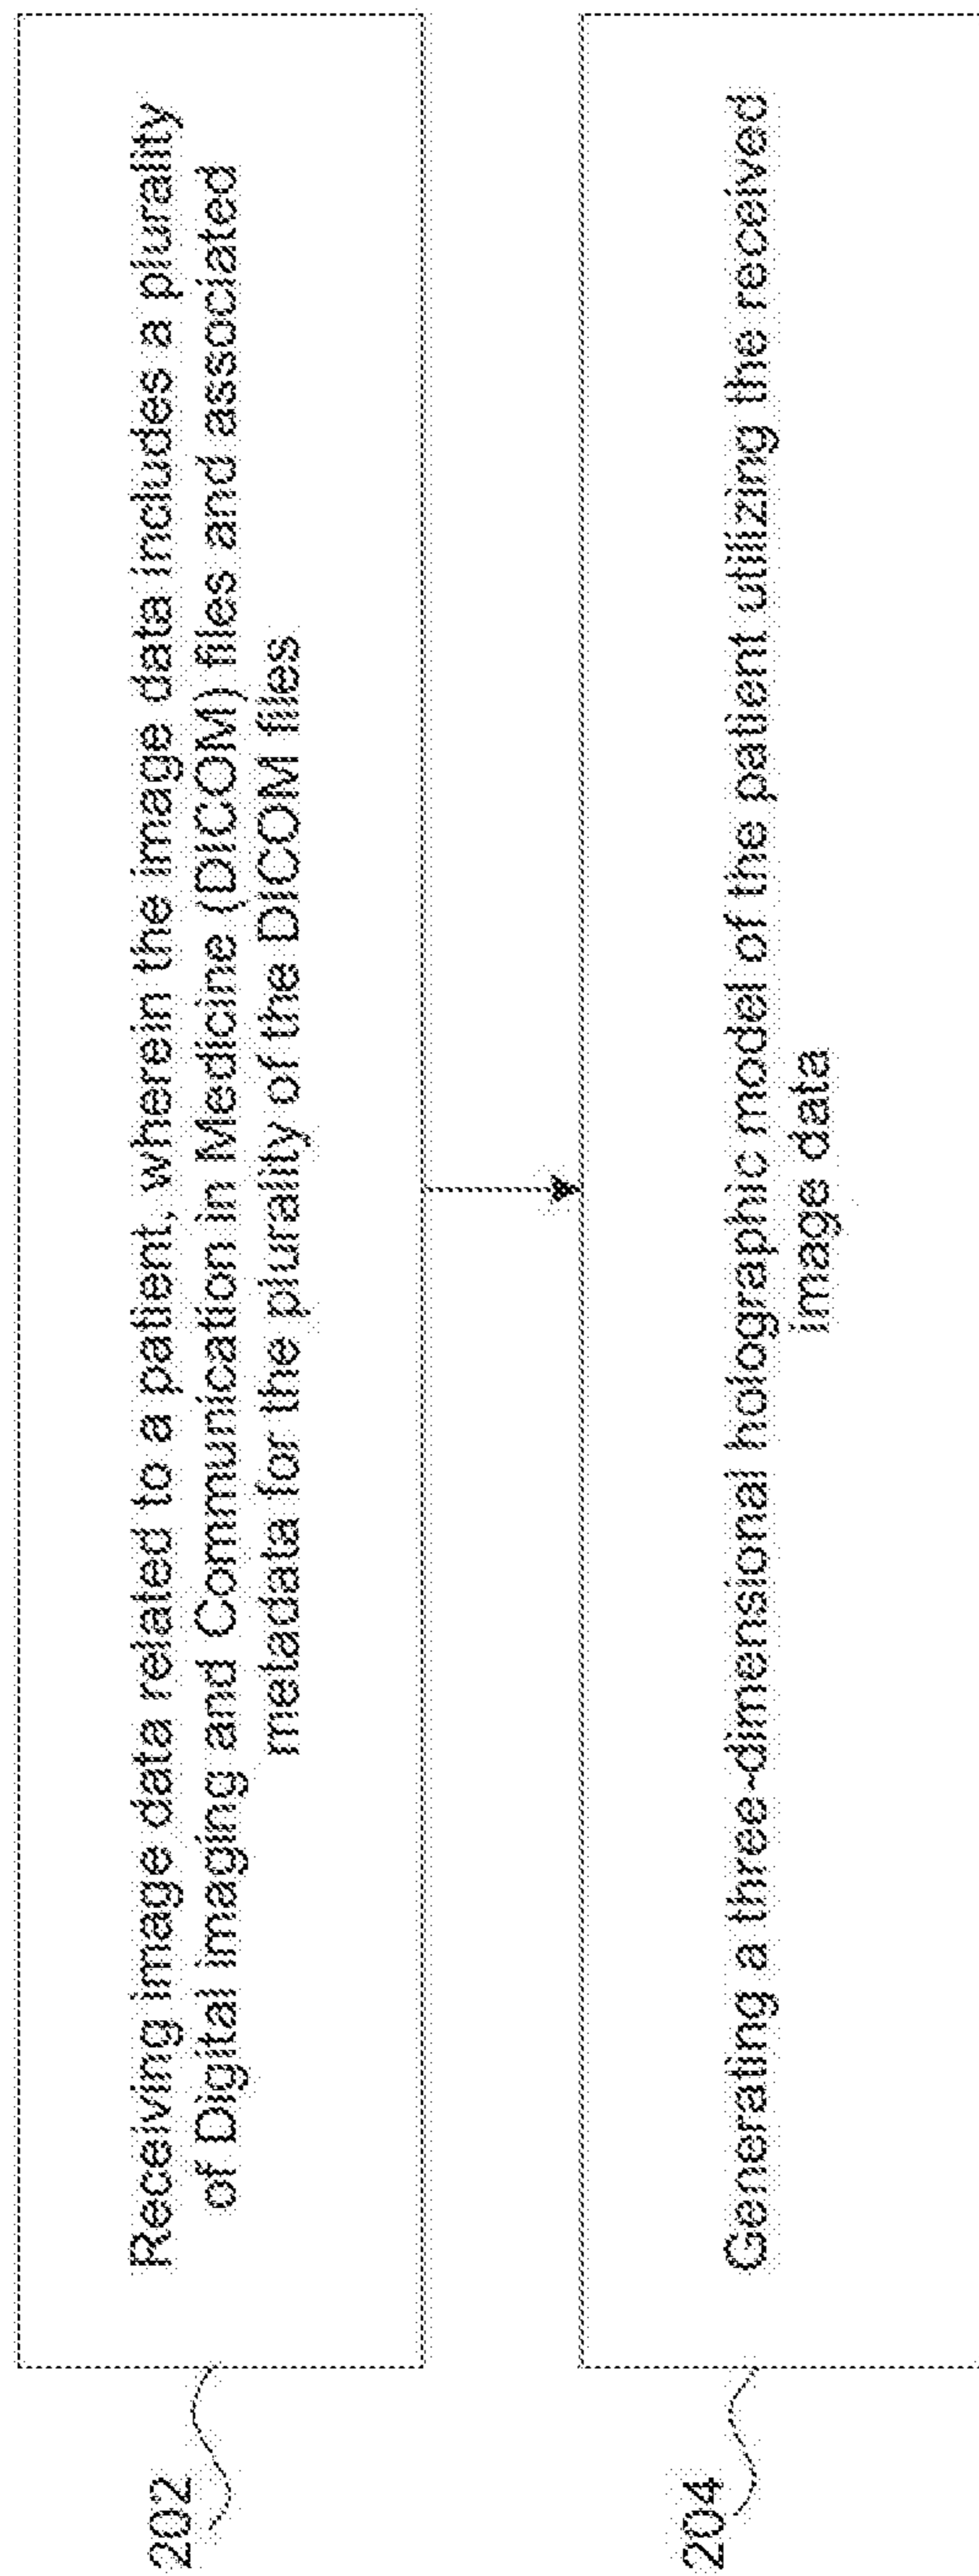 202
Receiving image data related to a patient, wherein the image data includes a plurality
of Digital imaging and Communication in Medicine (DICOM) files and associated
metadata for the plurality of the DICOM files
204
Generating a three-dimensional holographic model of the patient utilizing the received
image data